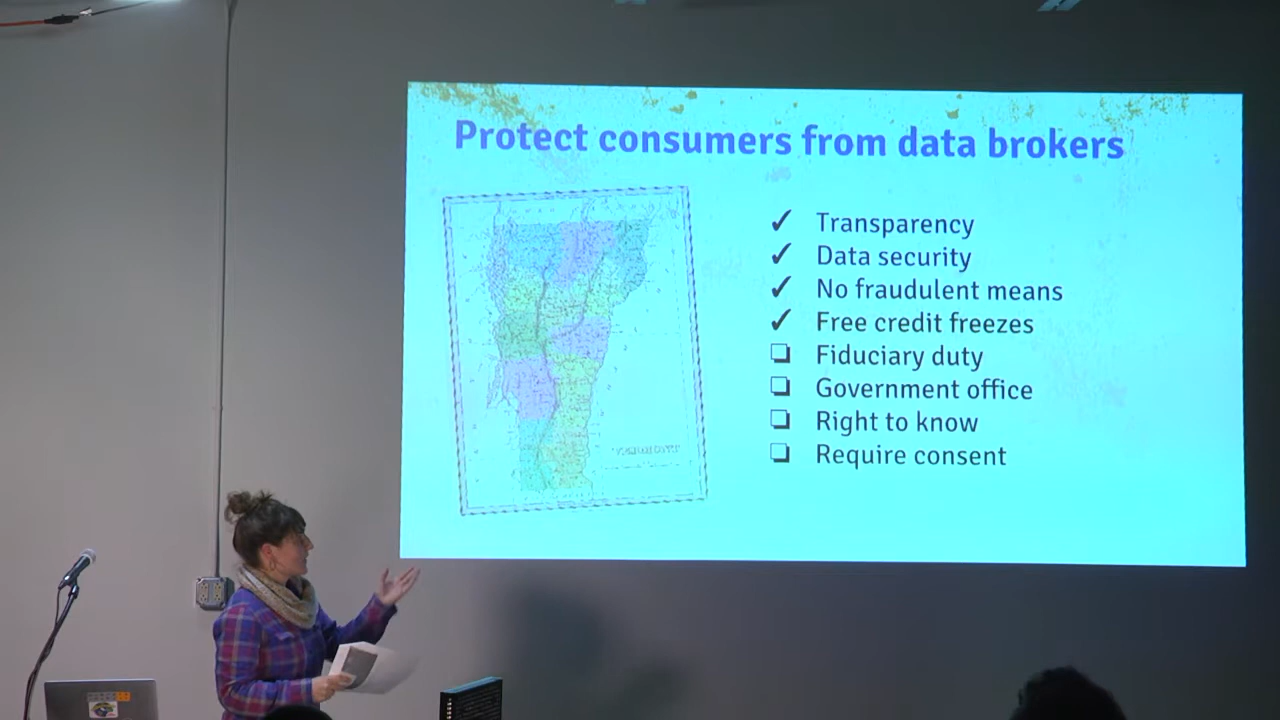 Protect consumers from data brokers
✓ Transparency
✓ Data security
✓ No fraudulent means
✓ Free credit freezes
❏ Fiduciary duty
❏ Government office
❏ Right to know
❏ Require consent